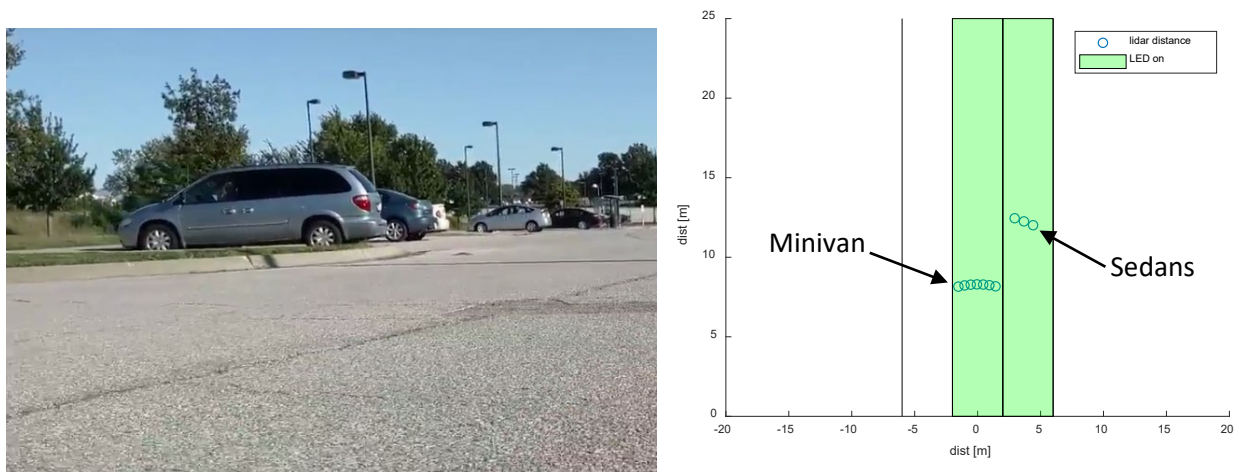 25
20
15
10
5
0
dist [m]
-20 -15 -10 -5 0 5 10 15 20
dist [m]
lidar distance
LED on
Minivan
Sedans